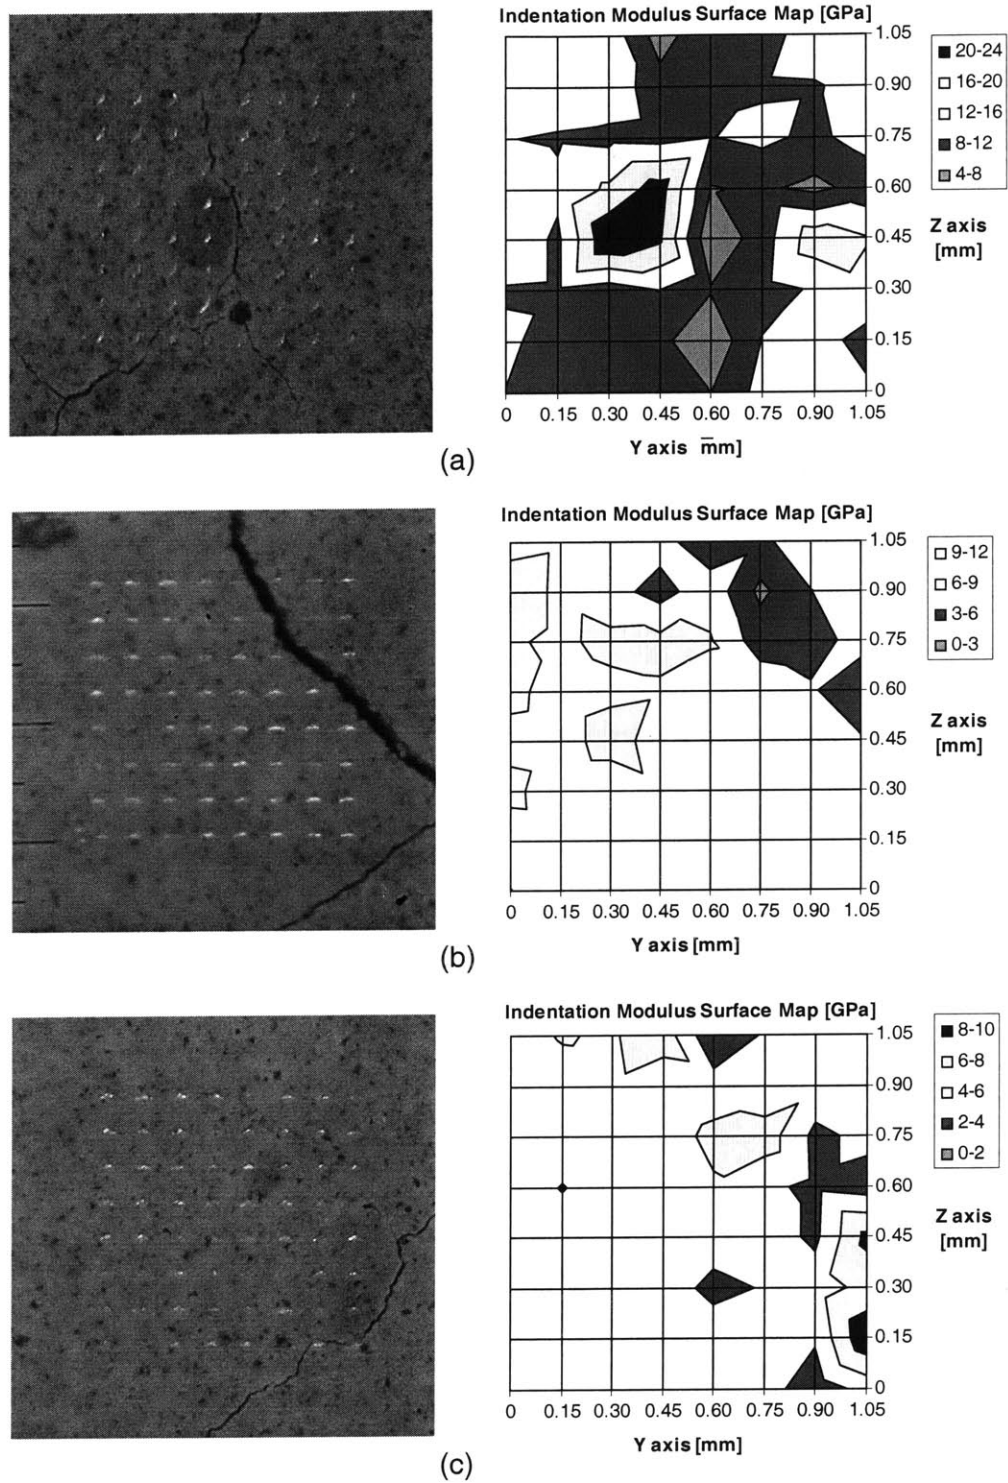 Indentation Modulus Surface Map [GPa]
20-24
16-20
12-16
8-12
4-8
1.05
0.90
0.75
0.60
0.45
0.30
0.15
0
Z axis
[mm]
0 0.15 0.30 0.45 0.60 0.75 0.90 1.05
Y axis m̅m]
(a)
Indentation Modulus Surface Map [GPa]
9-12
6-9
3-6
0-3
1.05
0.90
0.75
0.60
0.45
0.30
0.15
0
Z axis
[mm]
0 0.15 0.30 0.45 0.60 0.75 0.90 1.05
Y axis [mm]
(b)
Indentation Modulus Surface Map [GPa]
8-10
6-8
4-6
2-4
0-2
1.05
0.90
0.75
0.60
0.45
0.30
0.15
0
Z axis
[mm]
0 0.15 0.30 0.45 0.60 0.75 0.90 1.05
Y axis [mm]
(c)